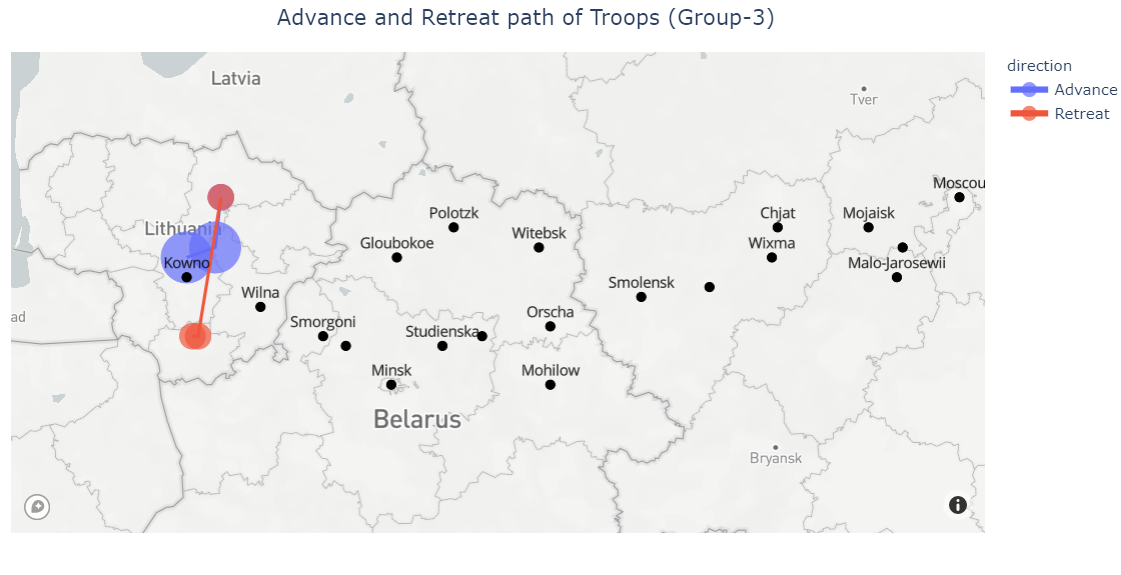 Advance and Retreat path of Troops (Group-3)
direction
Advance
Retreat
Latvia
Tver
Moscou
Polotzk
Chjat
Mojaisk
Lithuania
Gloubokoe
Witebsk
Wixma
Kowno
Malo-Jarosewii
Wilna
Smolensk
ad
Smorgoni
Studienska
Orscha
Minsk
Mohilow
Belarus
Bryansk